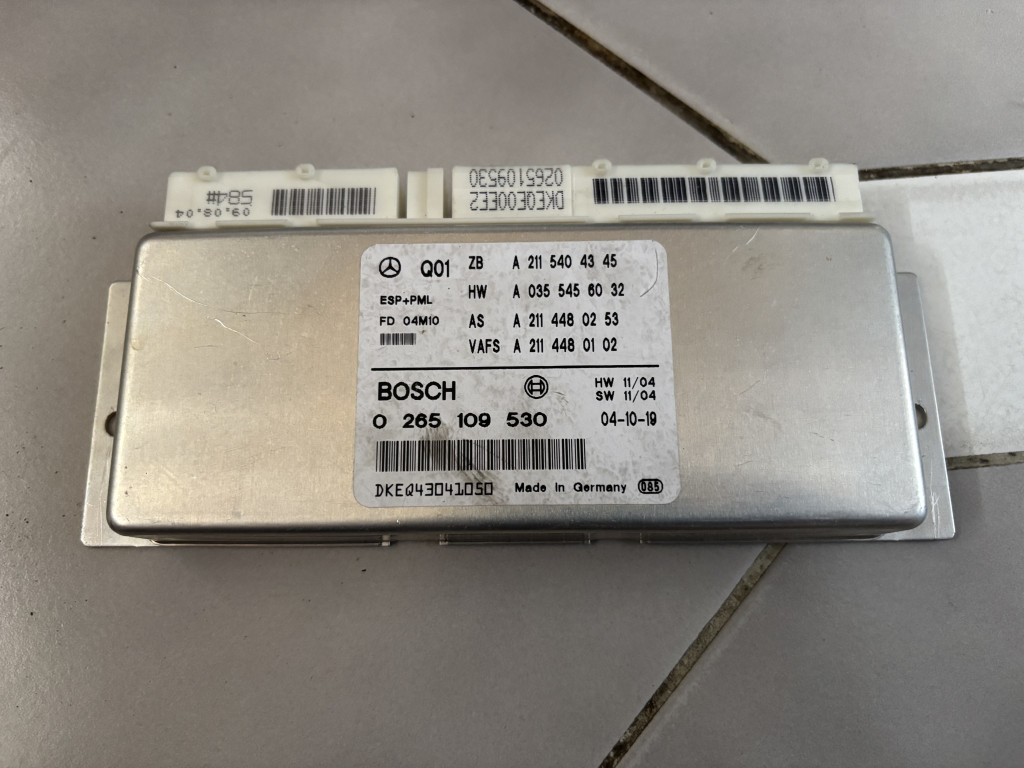 584#
09.08.04
DKEQE00EE2
0265109530
Q01
ESP+PML
FD 04M10
ZB A 211 540 43 45
HW A 035 545 60 32
AS A 211 448 02 53
VAFS A 211 448 01 02
BOSCH
HW 11/04
SW 11/04
0 265 109 530
04-10-19
DKEQ43041050
Made in Germany
085